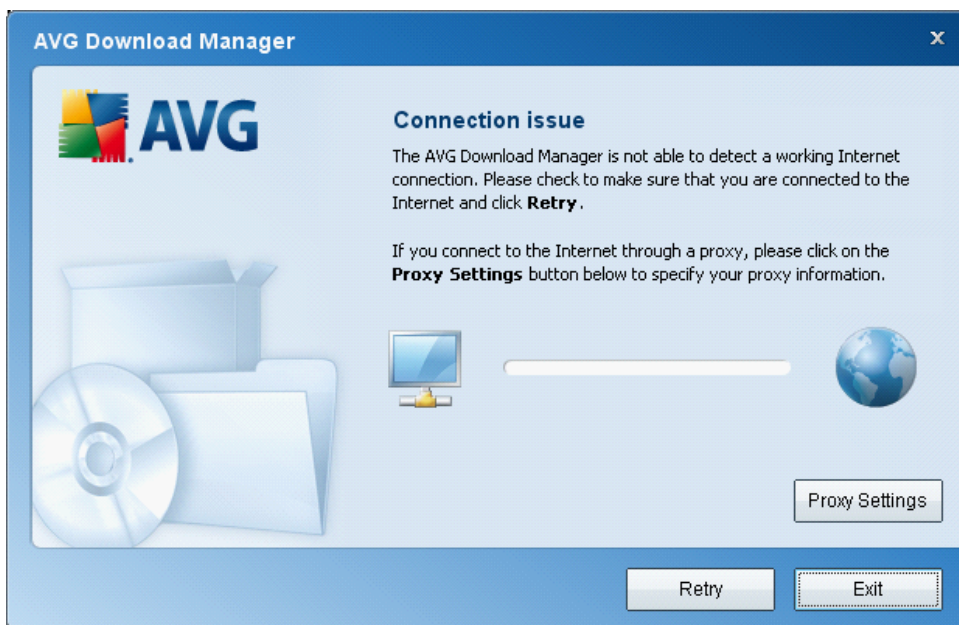 AVG Download Manager
x
AVG
Connection issue
The AVG Download Manager is not able to detect a working Internet
connection. Please check to make sure that you are connected to the
Internet and click Retry.
If you connect to the Internet through a proxy, please click on the
Proxy Settings button below to specify your proxy information.
Proxy Settings
Retry
Exit